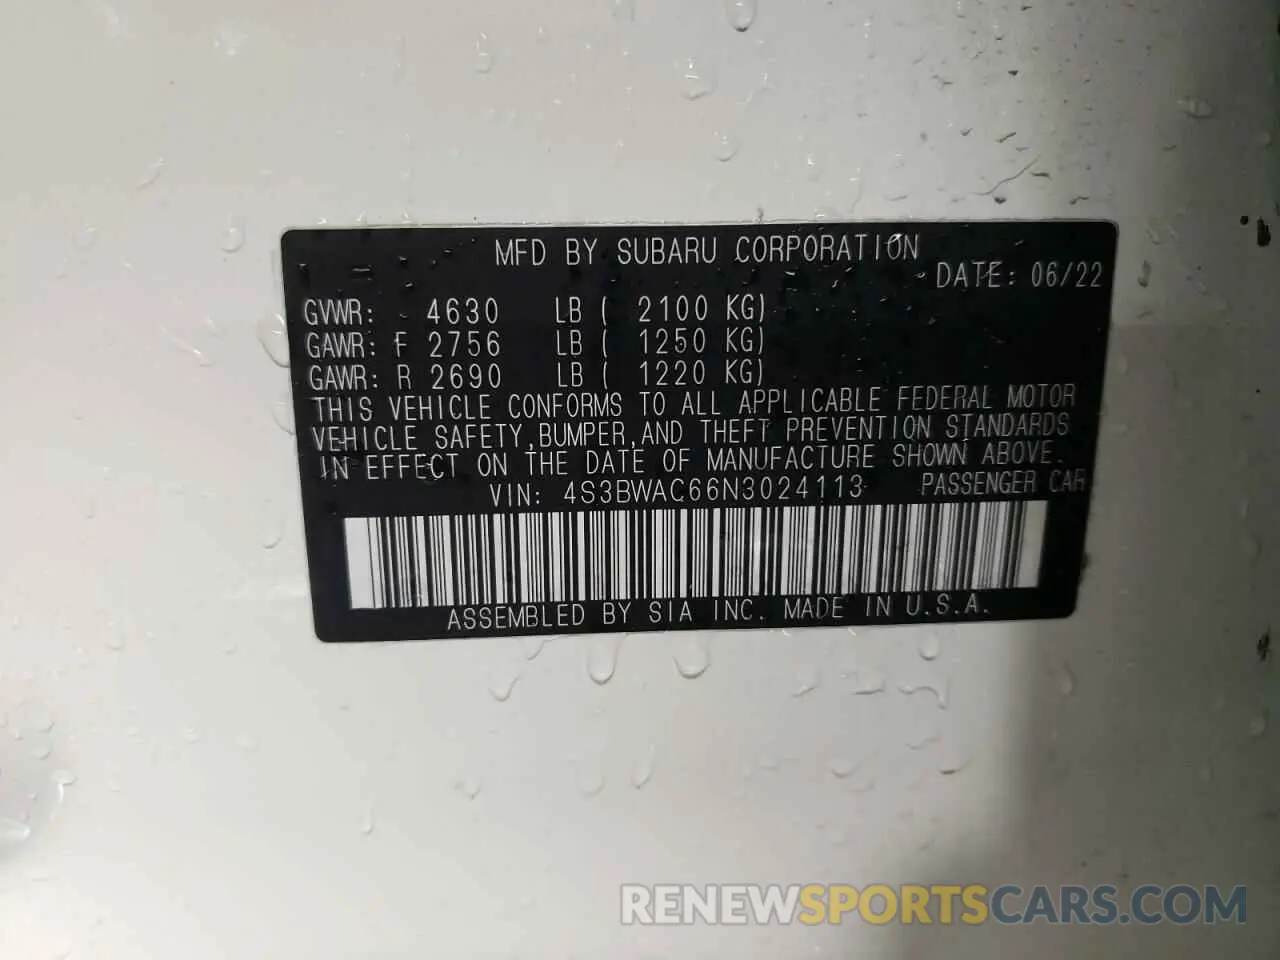 MFD BY SUBARU CORPORATION
DATE: 06/22
GVWR: 4630 LB ( 2100 KG)
GAWR: F 2756 LB ( 1250 KG)
GAWR: R 2690 LB ( 1220 KG)
THIS VEHICLE CONFORMS TO ALL APPLICABLE FEDERAL MOTOR
VEHICLE SAFETY,BUMPER,AND THEFT PREVENTION STANDARDS
IN EFFECT ON THE DATE OF MANUFACTURE SHOWN ABOVE.
VIN: 4S3BWAC66N3024113 PASSENGER CAR
ASSEMBLED BY SIA INC. MADE IN U.S.A.
RENEWSPORTSCARS.COM